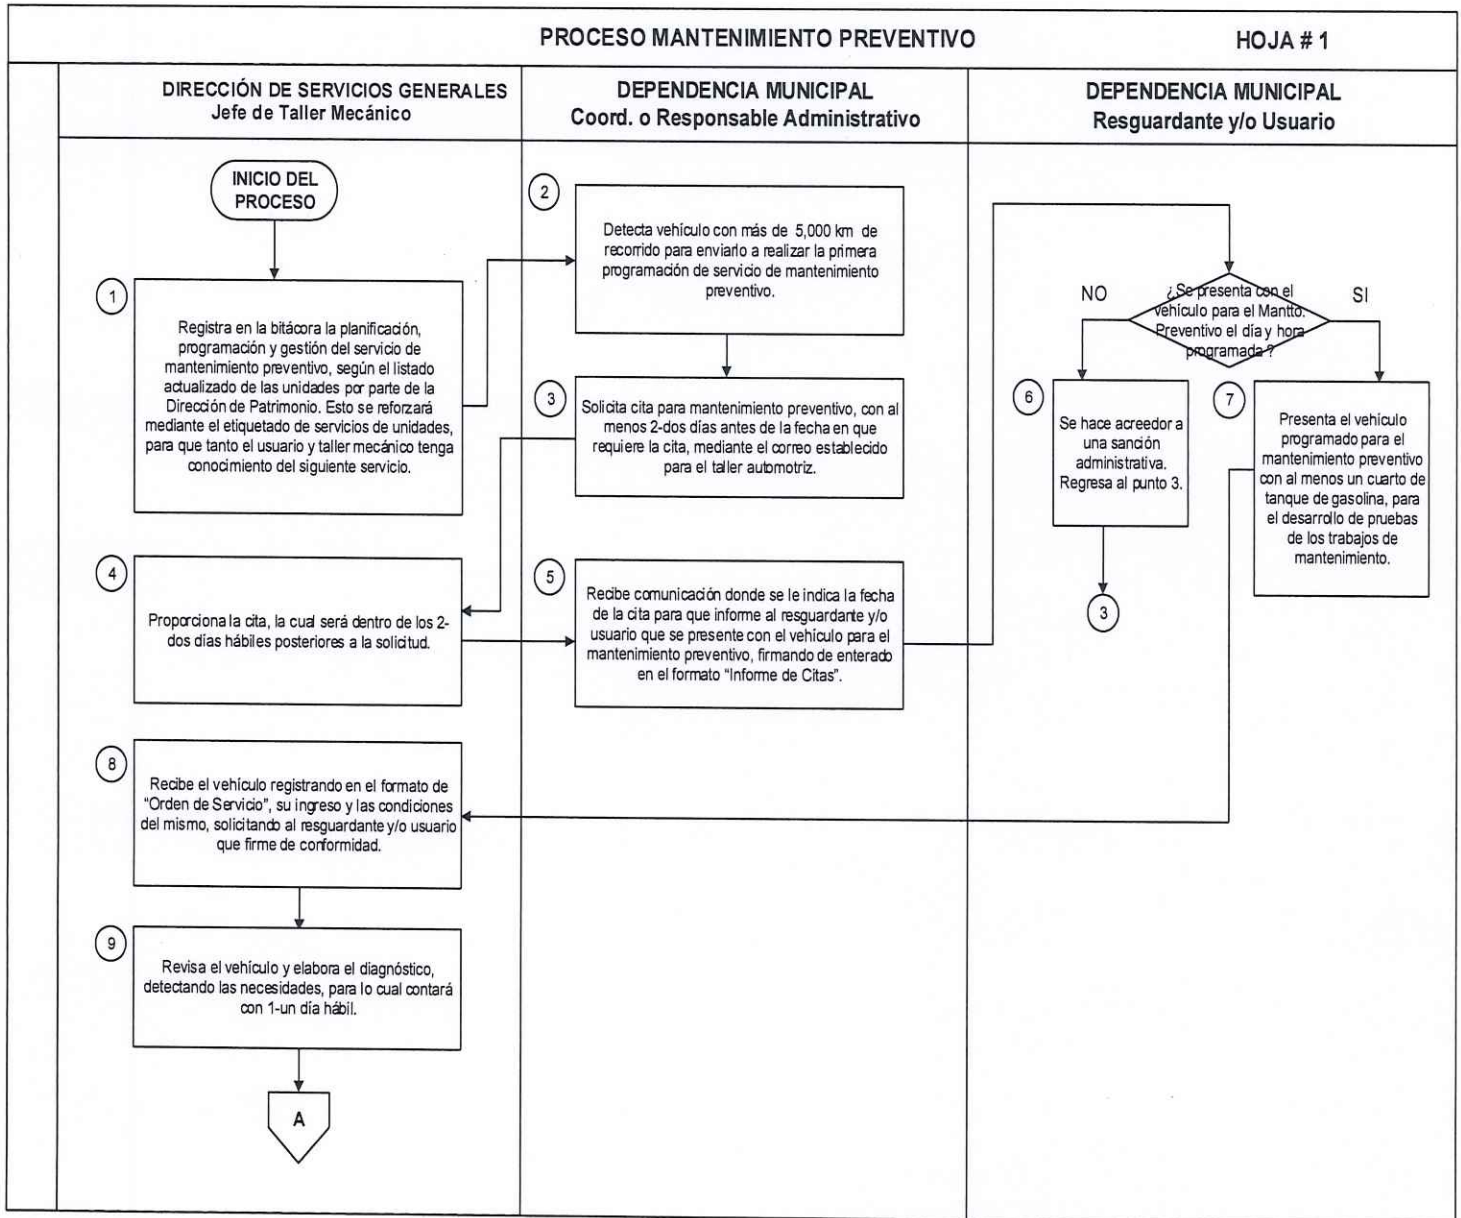 PROCESO MANTENIMIENTO PREVENTIVO
HOJA # 1
DIRECCIÓN DE SERVICIOS GENERALES
Jefe de Taller Mecánico
DEPENDENCIA MUNICIPAL
Coord. o Responsable Administrativo
DEPENDENCIA MUNICIPAL
Resguardante y/o Usuario
INICIO DEL
PROCESO
1
Registra en la bitácora la planificación,
programación y gestión del servicio de
mantenimiento preventivo, según el listado
actualizado de las unidades por parte de la
Dirección de Patrimonio. Esto se reforzará
mediante el etiquetado de servicios de unidades,
para que tanto el usuario y taller mecánico tenga
conocimiento del siguiente servicio.
2
Detecta vehículo con más de 5,000 km de
recorrido para enviarlo a realizar la primera
programación de servicio de mantenimiento
preventivo.
3
Solicita cita para mantenimiento preventivo, con al
menos 2-dos días antes de la fecha en que
requiere la cita, mediante el correo establecido
para el taller automotriz.
4
Proporciona la cita, la cual será dentro de los 2-
dos días hábiles posteriores a la solicitud.
5
Recibe comunicación donde se le indica la fecha
de la cita para que informe al resguardante y/o
usuario que se presente con el vehículo para el
mantenimiento preventivo, firmando de enterado
en el formato “Informe de Citas”.
¿Se presenta con el
vehículo para el Mantto.
Preventivo el día y hora
programada ?
NO
SI
6
Se hace acreedor a
una sanción
administrativa.
Regresa al punto 3.
3
7
Presenta el vehículo
programado para el
mantenimiento preventivo
con al menos un cuarto de
tanque de gasolina, para
el desarrollo de pruebas
de los trabajos de
mantenimiento.
8
Recibe el vehículo registrando en el formato de
“Orden de Servicio”, su ingreso y las condiciones
del mismo, solicitando al resguardante y/o usuario
que firme de conformidad.
9
Revisa el vehículo y elabora el diagnóstico,
detectando las necesidades, para lo cual contará
con 1-un día hábil.
A